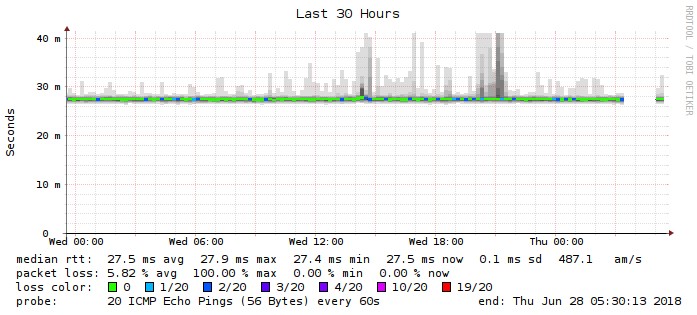 Last 30 Hours
RRDTOOL / TOBI OETIKER
Seconds
40 m
30 m
20 m
10 m
0
Wed 00:00 Wed 06:00 Wed 12:00 Wed 18:00 Thu 00:00
median rtt: 27.5 ms avg 27.9 ms max 27.4 ms min 27.5 ms now 0.1 ms sd 487.1 am/s
packet loss: 5.82 % avg 100.00 % max 0.00 % min 0.00 % now
loss color: 0 1/20 2/20 3/20 4/20 10/20 19/20
probe: 20 ICMP Echo Pings (56 Bytes) every 60s end: Thu Jun 28 05:30:13 2018